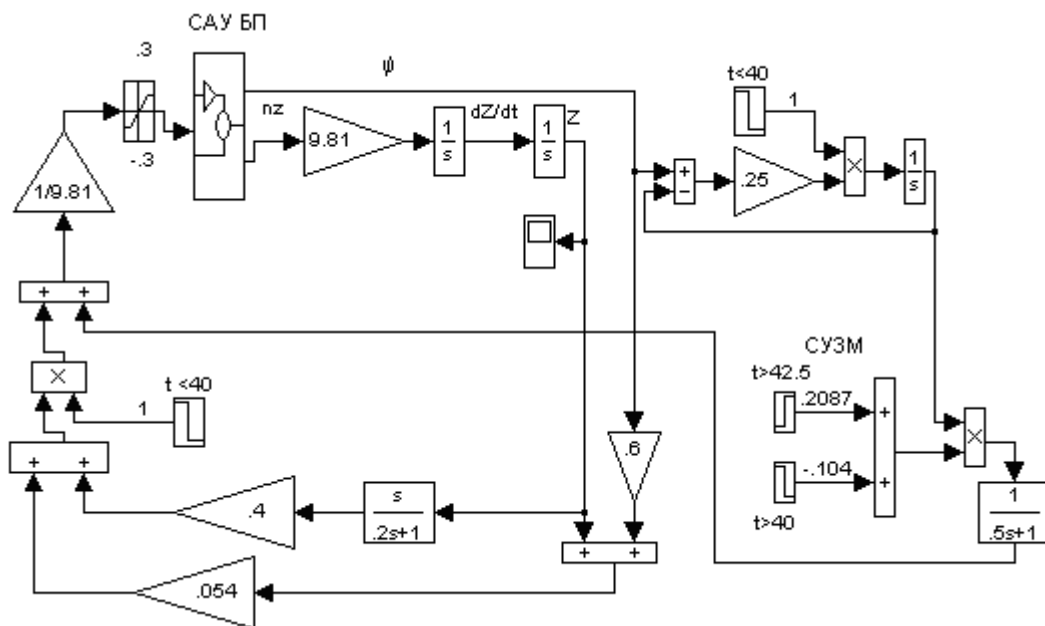 САУ БП
.3
ψ
t<40
nz
dZ/dt
Z
1
9.81
1
s
1
s
-.3
1/9.81
+
−
.25
×
1
s
+ +
СУЗМ
t>42.5
×
t <40
.2087
+
1
×
.6
+ +
-.104
+
.4
s
.2s+1
t>40
1
.5s+1
+ +
.054